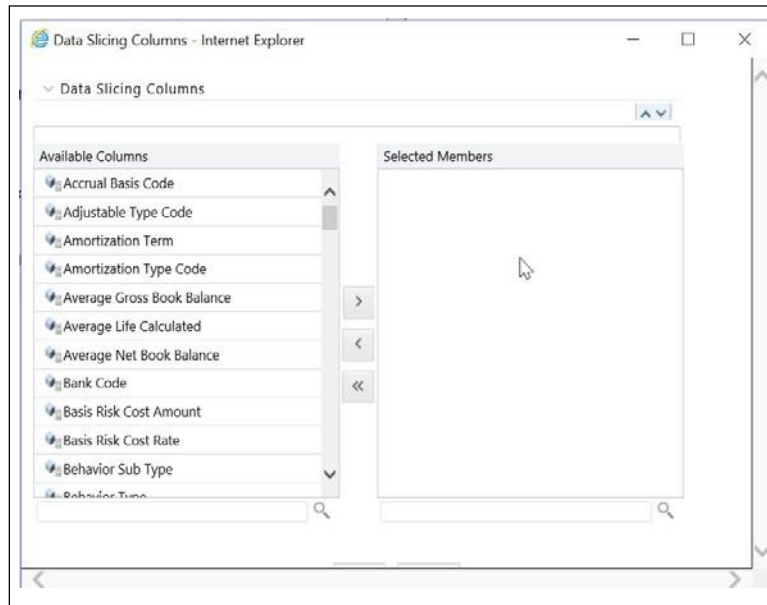 Data Slicing Columns - Internet Explorer
Data Slicing Columns
Available Columns
Selected Members
Accrual Basis Code
Adjustable Type Code
Amortization Term
Amortization Type Code
Average Gross Book Balance
Average Life Calculated
Average Net Book Balance
Bank Code
Basis Risk Cost Amount
Basis Risk Cost Rate
Behavior Sub Type
Behavior Type